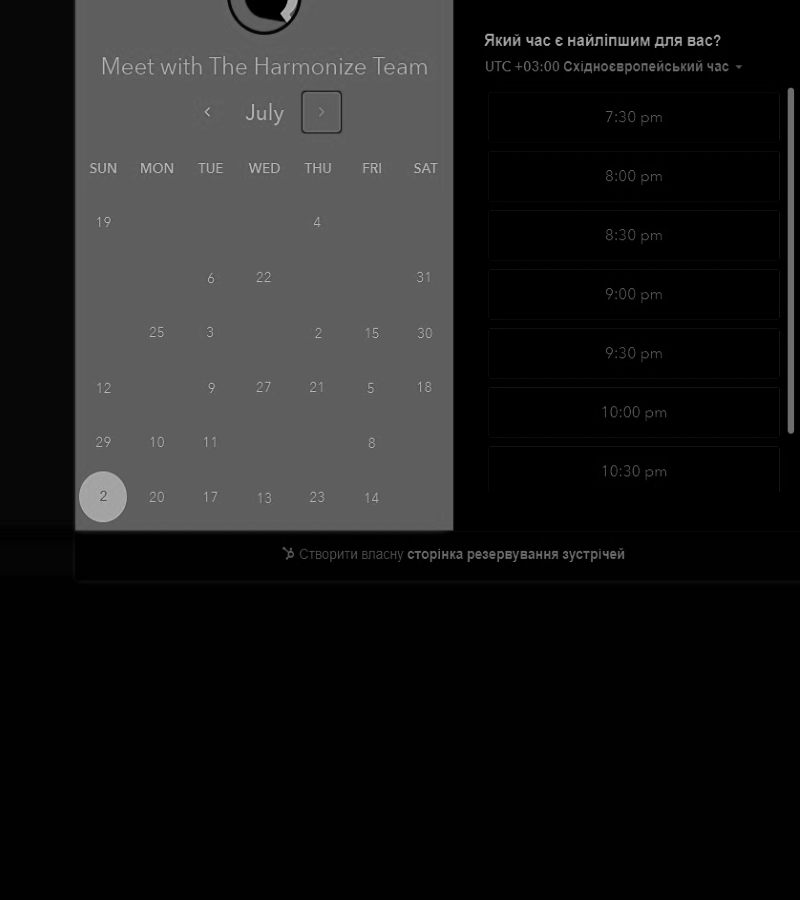 Meet with The Harmonize Team
July
SUN MON TUE WED THU FRI SAT
19 4
6 22 31
25 3 2 15 30
12 9 27 21 5 18
29 10 11 8
2 20 17 13 23 14
Який час є найліпшим для вас?
UTC +03:00 Східноєвропейський час
7:30 pm
8:00 pm
8:30 pm
9:00 pm
9:30 pm
10:00 pm
10:30 pm
Створити власну сторінка резервування зустрічей